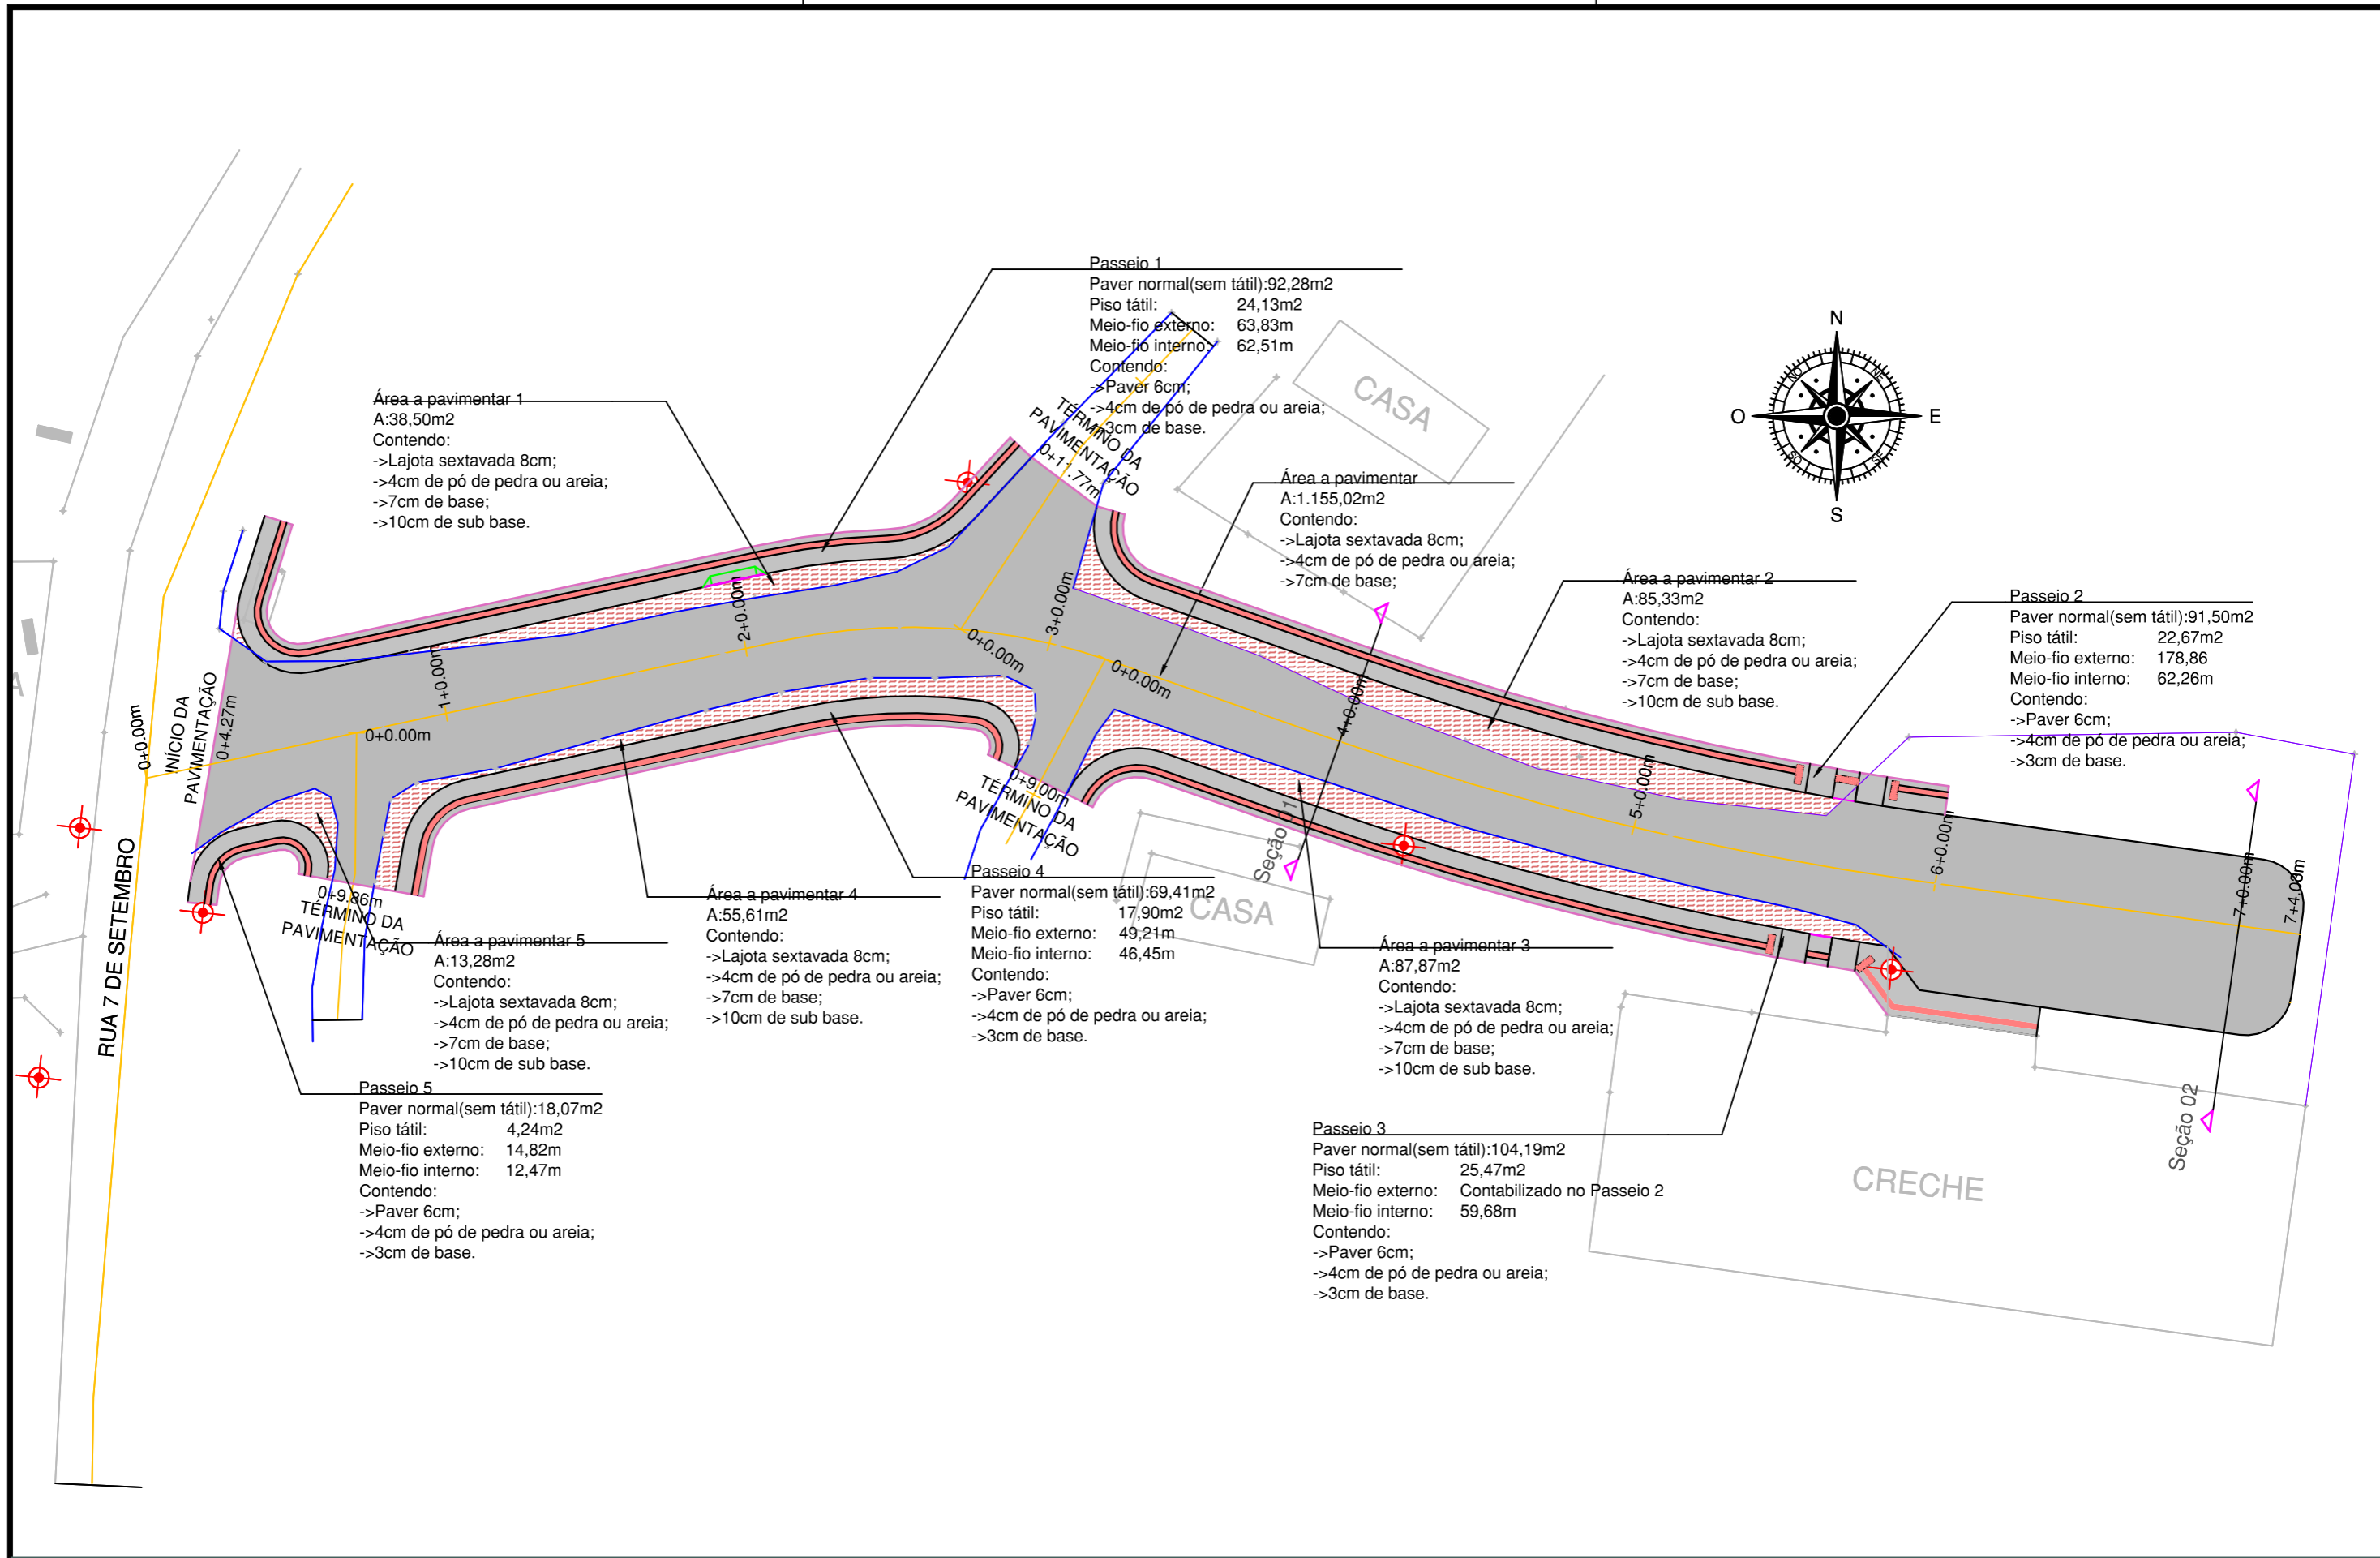 Passeio 1
Paver normal(sem tátil):92,28m2
Piso tátil: 24,13m2
Meio-fio externo: 63,83m
Meio-fio interno: 62,51m
Contendo:
->Paver 6cm;
->4cm de pó de pedra ou areia;
->3cm de base.
TÉRMINO DA
PAVIMENTAÇÃO
0+11.77m
CASA
N
NO
NE
O
E
SO
SE
S
Área a pavimentar 1
A:38,50m2
Contendo:
->Lajota sextavada 8cm;
->4cm de pó de pedra ou areia;
->7cm de base;
->10cm de sub base.
Área a pavimentar
A:1.155,02m2
Contendo:
->Lajota sextavada 8cm;
->4cm de pó de pedra ou areia;
->7cm de base;
Área a pavimentar 2
A:85,33m2
Contendo:
->Lajota sextavada 8cm;
->4cm de pó de pedra ou areia;
->7cm de base;
->10cm de sub base.
Passeio 2
Paver normal(sem tátil):91,50m2
Piso tátil: 22,67m2
Meio-fio externo: 178,86
Meio-fio interno: 62,26m
Contendo:
->Paver 6cm;
->4cm de pó de pedra ou areia;
->3cm de base.
A
0+0.00m
INÍCIO DA
PAVIMENTAÇÃO
0+4.27m
0+0.00m
1+0.00m
2+0.00m
0+0.00m
3+0.00m
0+0.00m
4+0.00m
5+0.00m
6+0.00m
7+0.00m
7+4.00m
0+9.00m
TÉRMINO DA
PAVIMENTAÇÃO
Seção 01
CASA
0+9.86m
TÉRMINO DA
PAVIMENTAÇÃO
RUA 7 DE SETEMBRO
Área a pavimentar 5
A:13,28m2
Contendo:
->Lajota sextavada 8cm;
->4cm de pó de pedra ou areia;
->7cm de base;
->10cm de sub base.
Área a pavimentar 4
A:55,61m2
Contendo:
->Lajota sextavada 8cm;
->4cm de pó de pedra ou areia;
->7cm de base;
->10cm de sub base.
Passeio 4
Paver normal(sem tátil):69,41m2
Piso tátil: 17,90m2
Meio-fio externo: 49,21m
Meio-fio interno: 46,45m
Contendo:
->Paver 6cm;
->4cm de pó de pedra ou areia;
->3cm de base.
Área a pavimentar 3
A:87,87m2
Contendo:
->Lajota sextavada 8cm;
->4cm de pó de pedra ou areia;
->7cm de base;
->10cm de sub base.
Passeio 5
Paver normal(sem tátil):18,07m2
Piso tátil: 4,24m2
Meio-fio externo: 14,82m
Meio-fio interno: 12,47m
Contendo:
->Paver 6cm;
->4cm de pó de pedra ou areia;
->3cm de base.
Passeio 3
Paver normal(sem tátil):104,19m2
Piso tátil: 25,47m2
Meio-fio externo: Contabilizado no Passeio 2
Meio-fio interno: 59,68m
Contendo:
->Paver 6cm;
->4cm de pó de pedra ou areia;
->3cm de base.
CRECHE
Seção 02